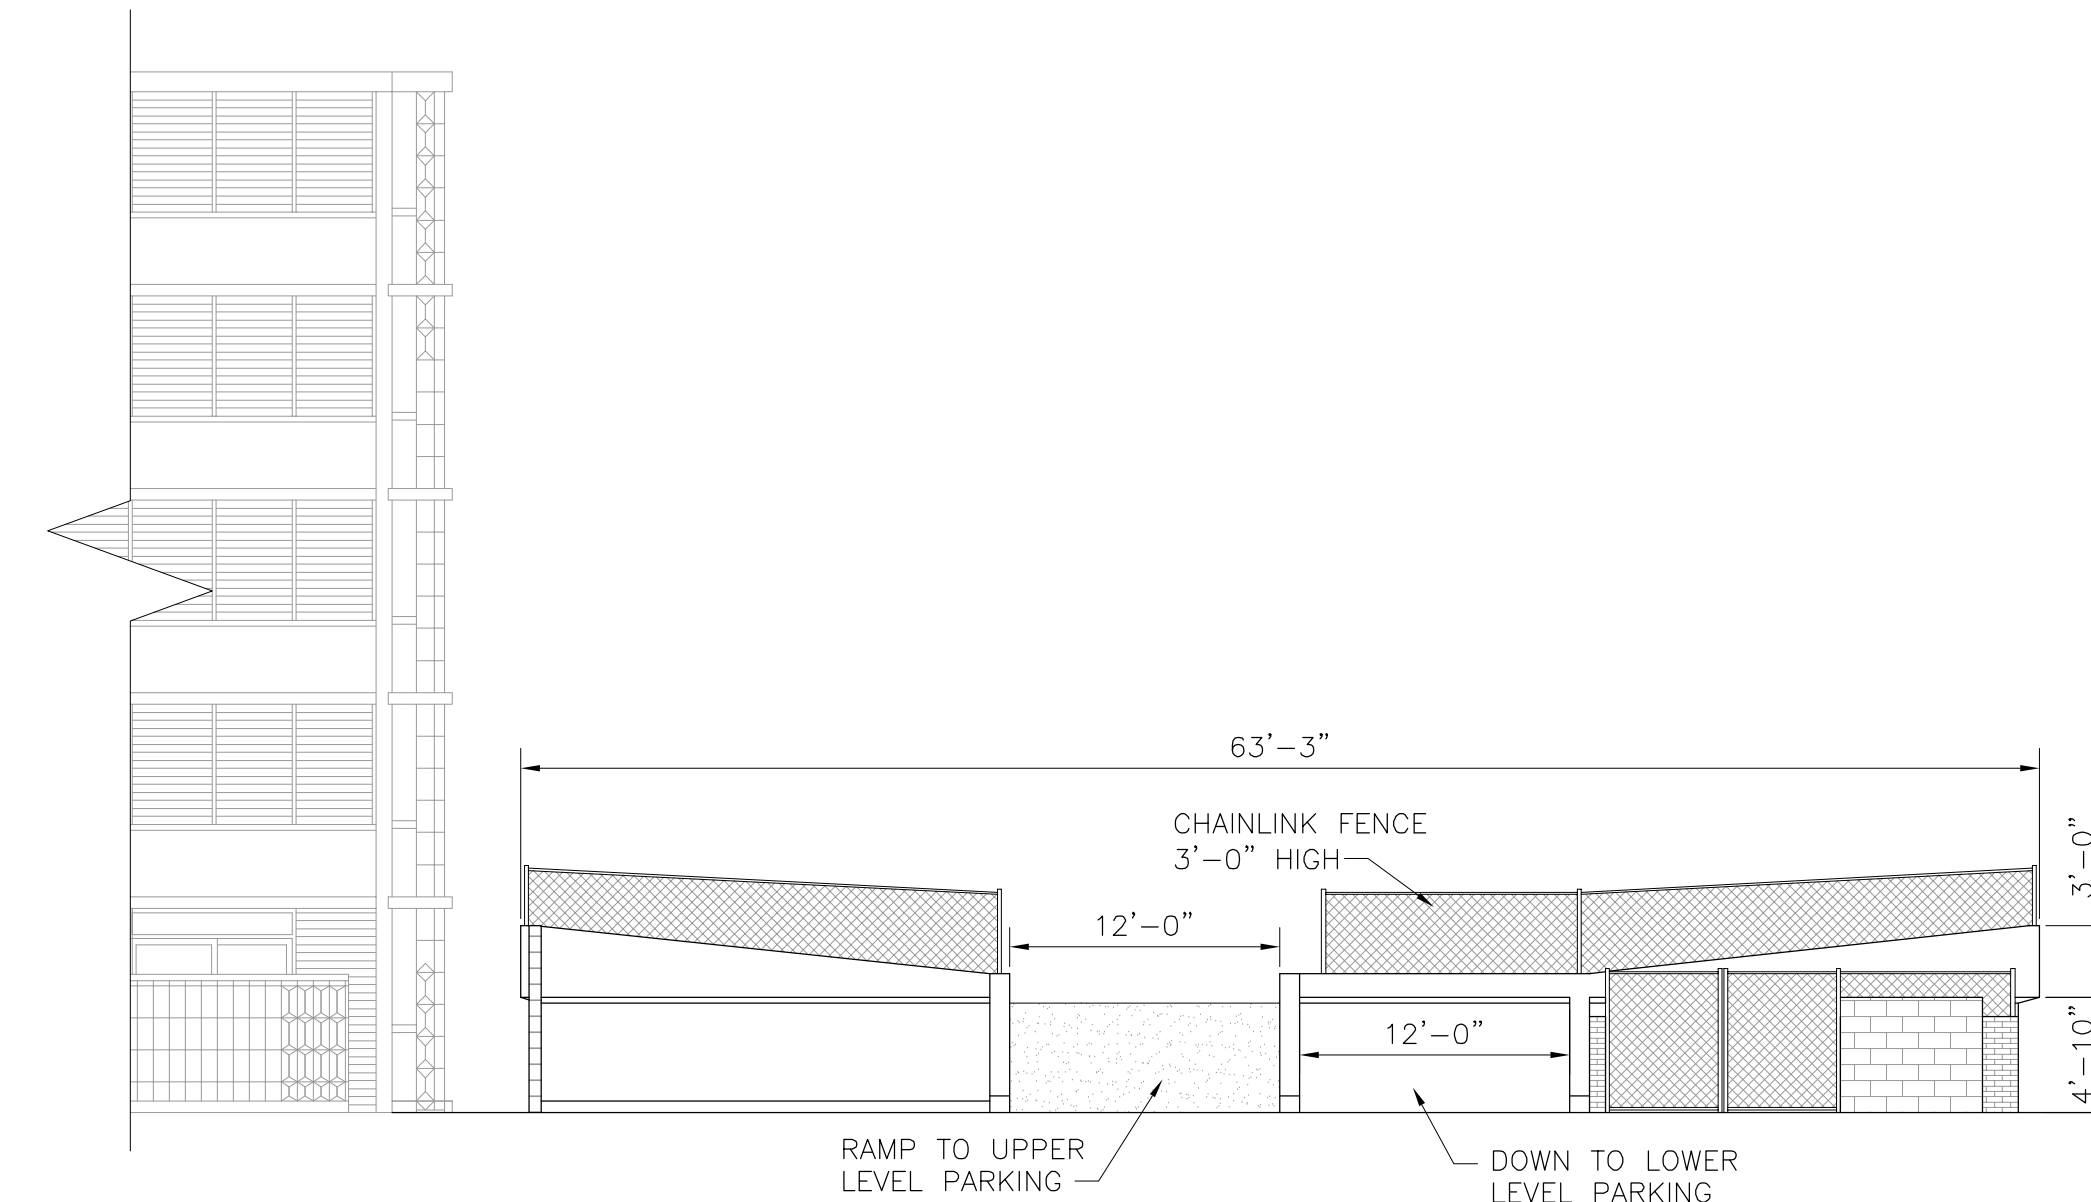 63'-3"
CHAINLINK FENCE
3'-0" HIGH
3'-0"
12'-0"
12'-0"
4'-10"
RAMP TO UPPER
LEVEL PARKING
DOWN TO LOWER
LEVEL PARKING